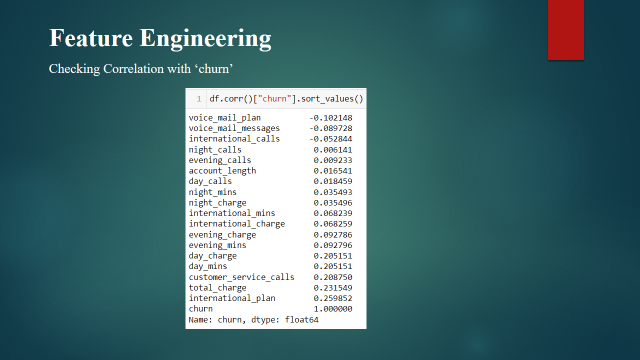 Feature Engineering
Checking Correlation with ‘churn’
1 df.corr()["churn"].sort_values()
voice_mail_plan -0.102148
voice_mail_messages -0.089728
international_calls -0.052844
night_calls 0.006141
evening_calls 0.009233
account_length 0.016541
day_calls 0.018459
night_mins 0.035493
night_charge 0.035496
international_mins 0.068239
international_charge 0.068259
evening_charge 0.092786
evening_mins 0.092796
day_charge 0.205151
day_mins 0.205151
customer_service_calls 0.208750
total_charge 0.231549
international_plan 0.259852
churn 1.000000
Name: churn, dtype: float64